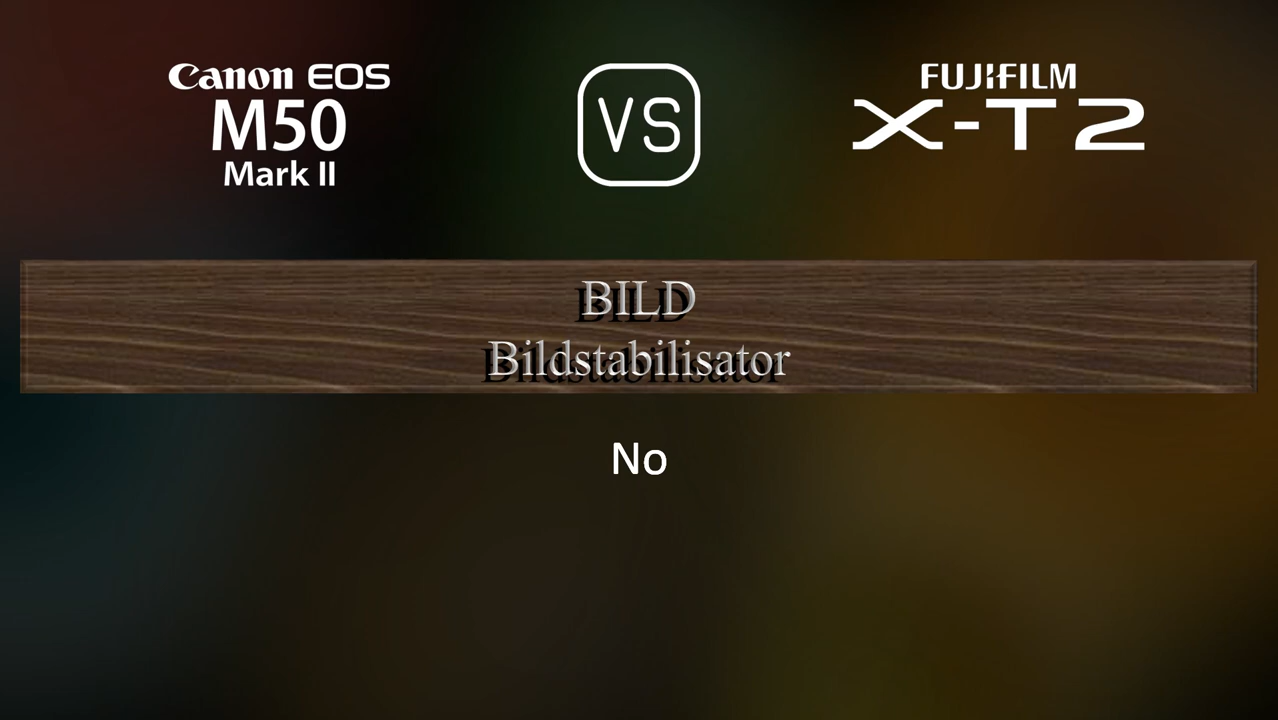 Canon EOS
M50
Mark II
VS
FUJIFILM
X-T2
BILD
Bildstabilisator
No